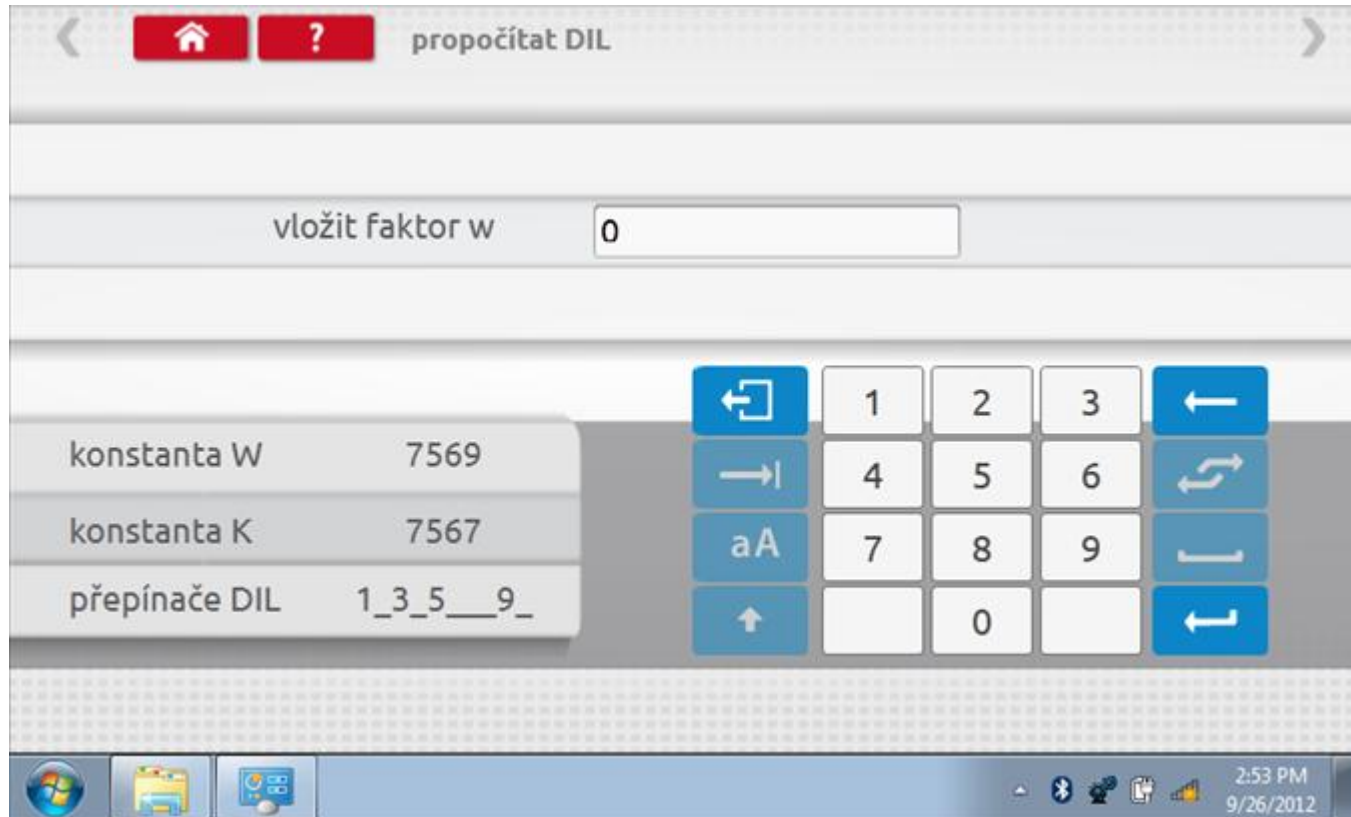 ? propočítat DIL
vložit faktor w 0
1 2 3
konstanta W 7569
4 5 6
konstanta K 7567
aA 7 8 9
přepínače DIL 1_3_5___9_
0
2:53 PM
9/26/2012